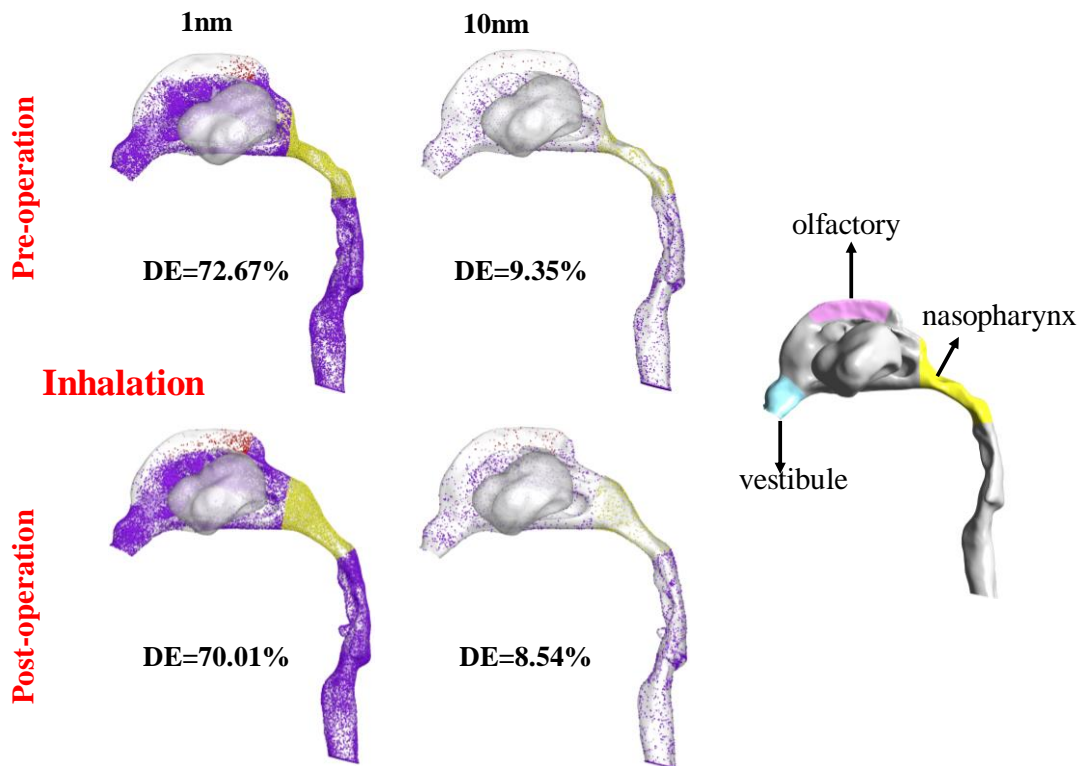 1nm
10nm
Pre-operation
DE=72.67%
DE=9.35%
olfactory
nasopharynx
vestibule
Inhalation
Post-operation
DE=70.01%
DE=8.54%